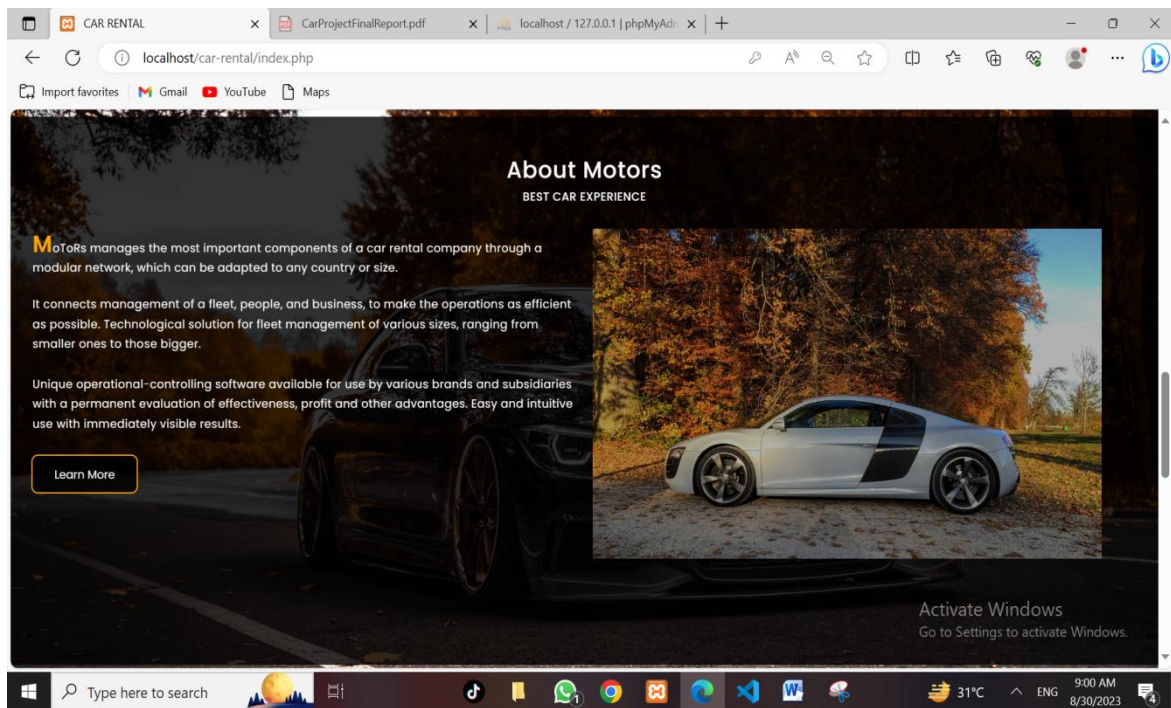 CAR RENTAL
CarProjectFinalReport.pdf
localhost / 127.0.0.1 | phpMyAdn
localhost/car-rental/index.php
Import favorites
Gmail
YouTube
Maps
About Motors
BEST CAR EXPERIENCE
MoToRs manages the most important components of a car rental company through a
modular network, which can be adapted to any country or size.
It connects management of a fleet, people, and business, to make the operations as efficient
as possible. Technological solution for fleet management of various sizes, ranging from
smaller ones to those bigger.
Unique operational-controlling software available for use by various brands and subsidiaries
with a permanent evaluation of effectiveness, profit and other advantages. Easy and intuitive
use with immediately visible results.
Learn More
Activate Windows
Go to Settings to activate Windows.
Type here to search
1
31°C
ENG
9:00 AM
8/30/2023
4